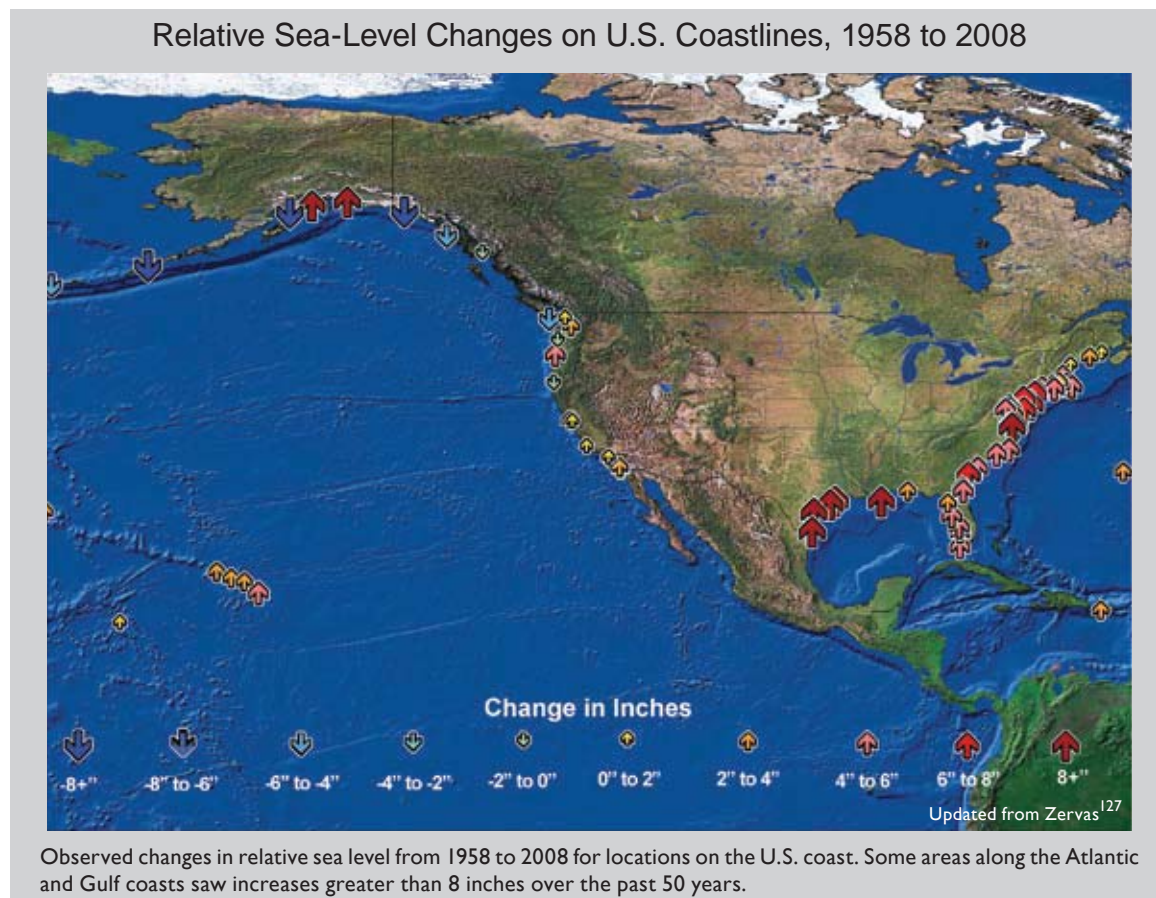 Relative Sea-Level Changes on U.S. Coastlines, 1958 to 2008
Change in Inches
-8+” -8” to -6” -6” to -4” -4” to -2” -2” to 0” 0” to 2” 2” to 4” 4” to 6” 6” to 8” 8+”
Updated from Zervas127
Observed changes in relative sea level from 1958 to 2008 for locations on the U.S. coast. Some areas along the Atlantic
and Gulf coasts saw increases greater than 8 inches over the past 50 years.